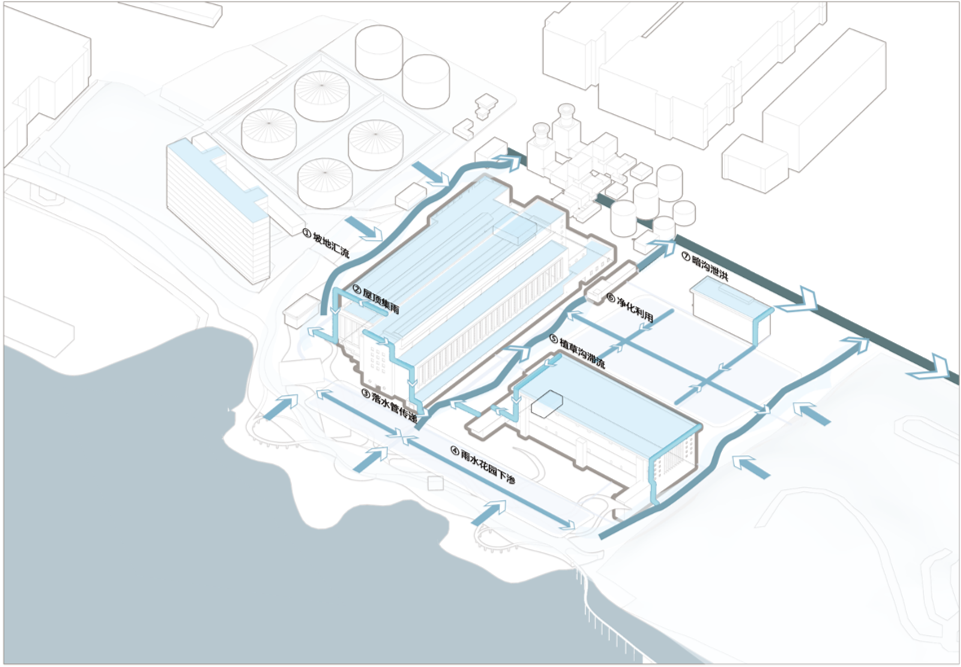 ① 坡地汇流
② 屋顶集雨
③ 落水管传递
④ 雨水花园下渗
⑤ 植草沟滞流
⑥ 净化利用
⑦ 暗沟泄洪